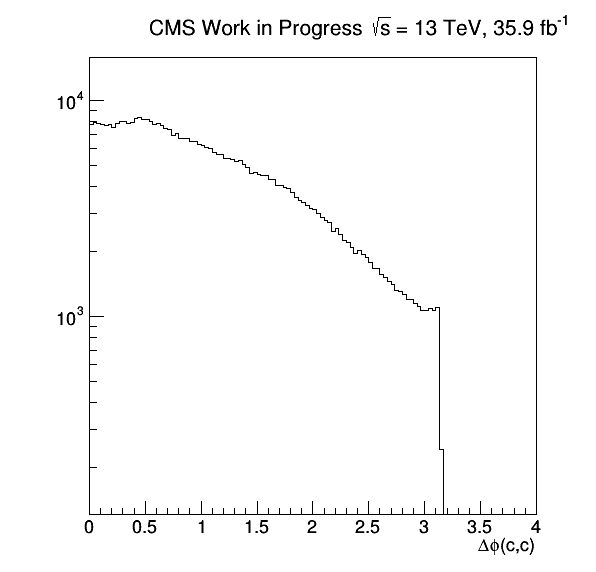 CMS Work in Progress √s = 13 TeV, 35.9 fb⁻¹
10⁴
10³
0 0.5 1 1.5 2 2.5 3 3.5 4
Δϕ(c,c)